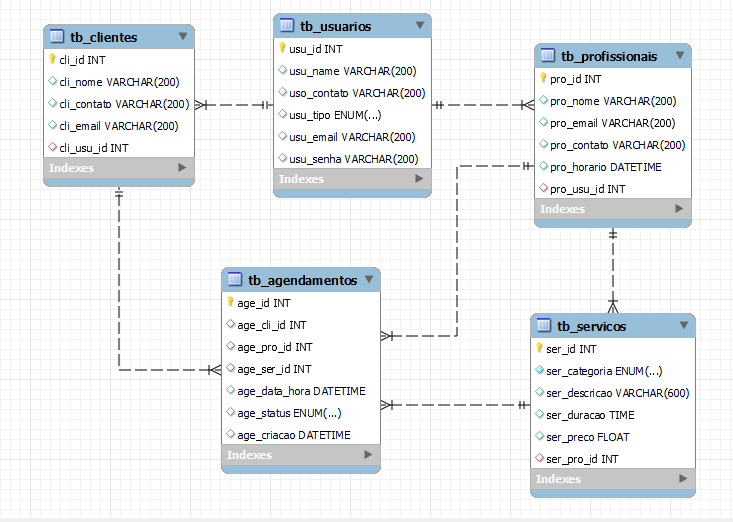 tb_clientes
cli_id INT
cli_nome VARCHAR(200)
cli_contato VARCHAR(200)
cli_email VARCHAR(200)
cli_usu_id INT
Indexes
tb_usuarios
usu_id INT
usu_name VARCHAR(200)
uso_contato VARCHAR(200)
usu_tipo ENUM(...)
usu_email VARCHAR(200)
usu_senha VARCHAR(200)
Indexes
tb_profissionais
pro_id INT
pro_nome VARCHAR(200)
pro_email VARCHAR(200)
pro_contato VARCHAR(200)
pro_horario DATETIME
pro_usu_id INT
Indexes
tb_agendamentos
age_id INT
age_cli_id INT
age_pro_id INT
age_ser_id INT
age_data_hora DATETIME
age_status ENUM(...)
age_criacao DATETIME
Indexes
tb_servicos
ser_id INT
ser_categoria ENUM(...)
ser_descricao VARCHAR(600)
ser_duracao TIME
ser_preco FLOAT
ser_pro_id INT
Indexes